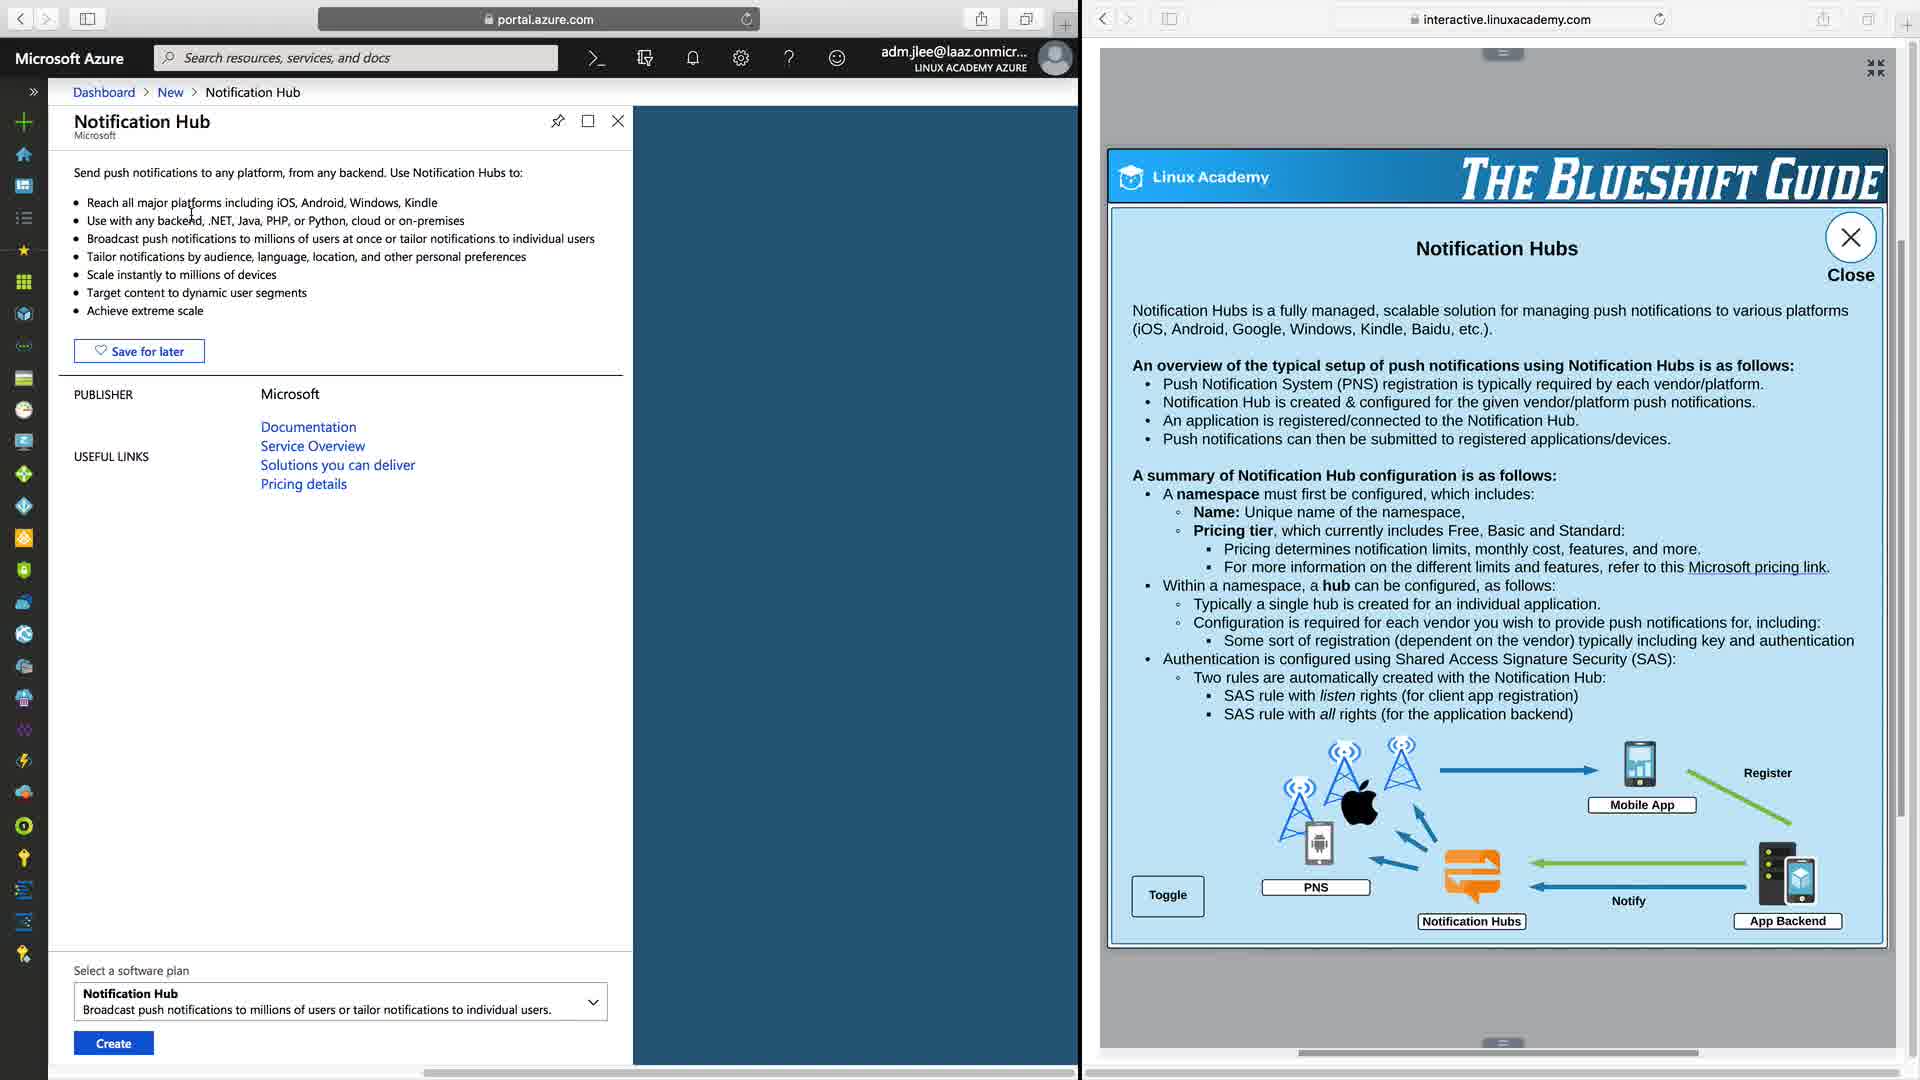 portal.azure.com
Microsoft Azure
Search resources, services, and docs
adm.jlee@laaz.onmicr...
LINUX ACADEMY AZURE
Dashboard > New > Notification Hub
Notification Hub
Microsoft
Send push notifications to any platform, from any backend. Use Notification Hubs to:
• Reach all major platforms including iOS, Android, Windows, Kindle
• Use with any backend, .NET, Java, PHP, or Python, cloud or on-premises
• Broadcast push notifications to millions of users at once or tailor notifications to individual users
• Tailor notifications by audience, language, location, and other personal preferences
• Scale instantly to millions of devices
• Target content to dynamic user segments
• Achieve extreme scale
Save for later
PUBLISHER Microsoft
USEFUL LINKS
Documentation
Service Overview
Solutions you can deliver
Pricing details
Select a software plan
Notification Hub
Broadcast push notifications to millions of users or tailor notifications to individual users.
Create
interactive.linuxacademy.com
Linux Academy
THE BLUESHIFT GUIDE
Notification Hubs
Close
Notification Hubs is a fully managed, scalable solution for managing push notifications to various platforms
(iOS, Android, Google, Windows, Kindle, Baidu, etc.).
An overview of the typical setup of push notifications using Notification Hubs is as follows:
• Push Notification System (PNS) registration is typically required by each vendor/platform.
• Notification Hub is created & configured for the given vendor/platform push notifications.
• An application is registered/connected to the Notification Hub.
• Push notifications can then be submitted to registered applications/devices.
A summary of Notification Hub configuration is as follows:
• A namespace must first be configured, which includes:
◦ Name: Unique name of the namespace,
◦ Pricing tier, which currently includes Free, Basic and Standard:
▪ Pricing determines notification limits, monthly cost, features, and more.
▪ For more information on the different limits and features, refer to this Microsoft pricing link.
• Within a namespace, a hub can be configured, as follows:
◦ Typically a single hub is created for an individual application.
◦ Configuration is required for each vendor you wish to provide push notifications for, including:
▪ Some sort of registration (dependent on the vendor) typically including key and authentication
• Authentication is configured using Shared Access Signature Security (SAS):
◦ Two rules are automatically created with the Notification Hub:
▪ SAS rule with listen rights (for client app registration)
▪ SAS rule with all rights (for the application backend)
Register
Mobile App
Toggle
PNS
Notify
Notification Hubs
App Backend